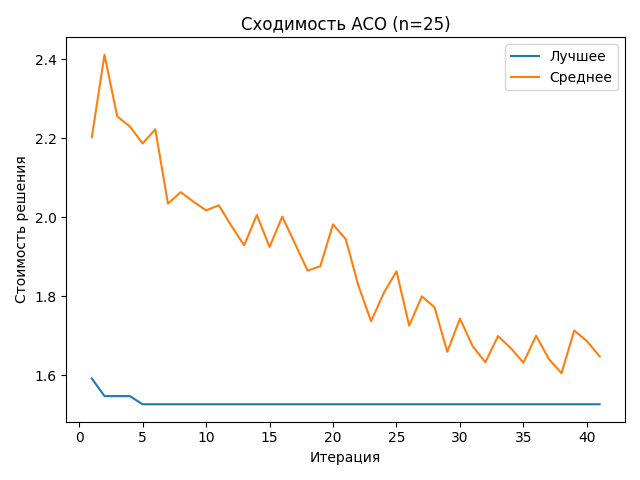 Сходимость ACO (n=25)
Лучшее
Среднее
Стоимость решения
2.4
2.2
2.0
1.8
1.6
0 5 10 15 20 25 30 35 40
Итерация